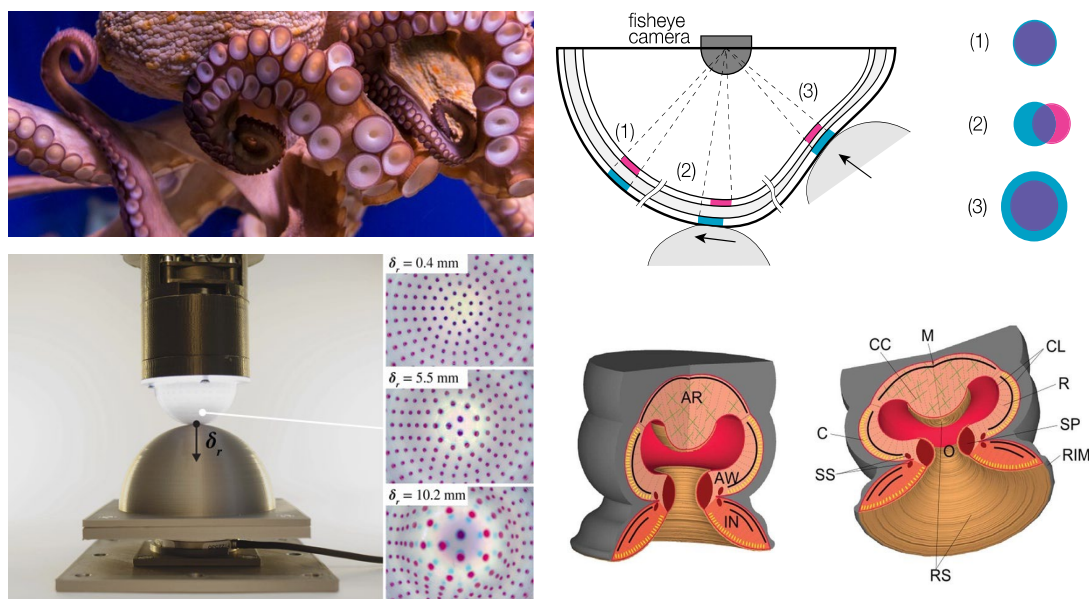 fisheye
camera
(1)
(2)
(3)
(1)
(2)
(3)
δr = 0.4 mm
δr = 5.5 mm
δr = 10.2 mm
δr
AR
AW
IN
M
CC
CL
R
C
SP
O
RIM
SS
RS